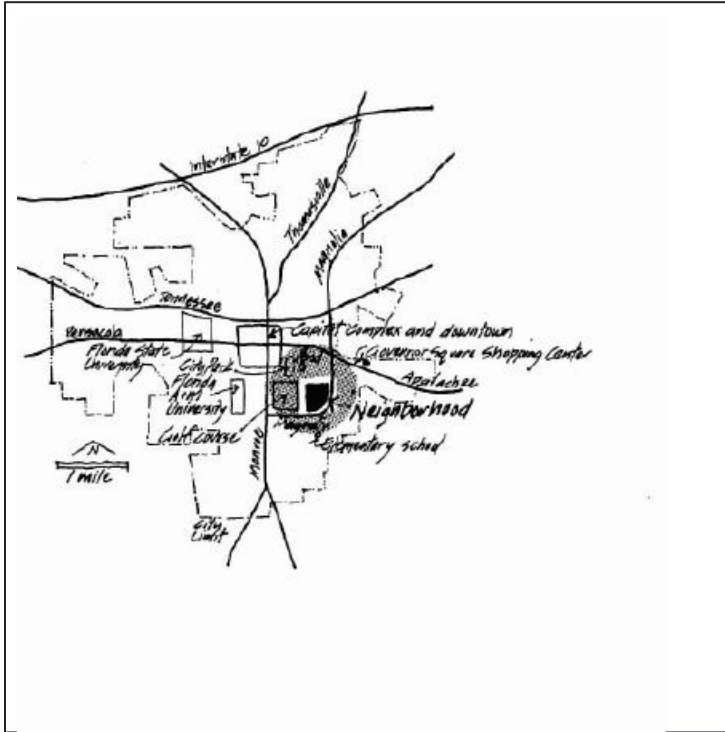 Interstate 10
Thomasville
Magnolia
Tennessee
Pensacola
Capitol Complex and downtown
Governor Square Shopping Center
Florida State
University
City Park
Apalachee
Florida
A and M
University
Neighborhood
Golf Course
Elementary school
Monroe
N
1 mile
City
Limit